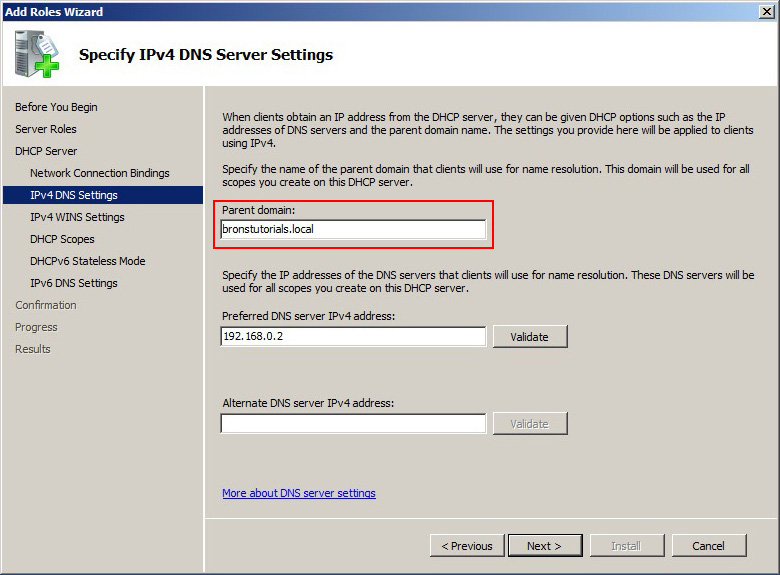 Add Roles Wizard
Specify IPv4 DNS Server Settings
Before You Begin
Server Roles
DHCP Server
Network Connection Bindings
IPv4 DNS Settings
IPv4 WINS Settings
DHCP Scopes
DHCPv6 Stateless Mode
IPv6 DNS Settings
Confirmation
Progress
Results
When clients obtain an IP address from the DHCP server, they can be given DHCP options such as the IP
addresses of DNS servers and the parent domain name. The settings you provide here will be applied to clients
using IPv4.
Specify the name of the parent domain that clients will use for name resolution. This domain will be used for all
scopes you create on this DHCP server.
Parent domain:
bronstutorials.local
Specify the IP addresses of the DNS servers that clients will use for name resolution. These DNS servers will be
used for all scopes you create on this DHCP server.
Preferred DNS server IPv4 address:
192.168.0.2
Validate
Alternate DNS server IPv4 address:
Validate
More about DNS server settings
< Previous
Next >
Install
Cancel